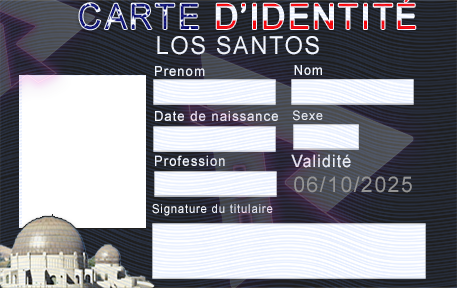 CARTE D'IDENTITÉ
LOS SANTOS
Prenom Nom
Date de naissance Sexe
Profession Validité
06/10/2025
Signature du titulaire